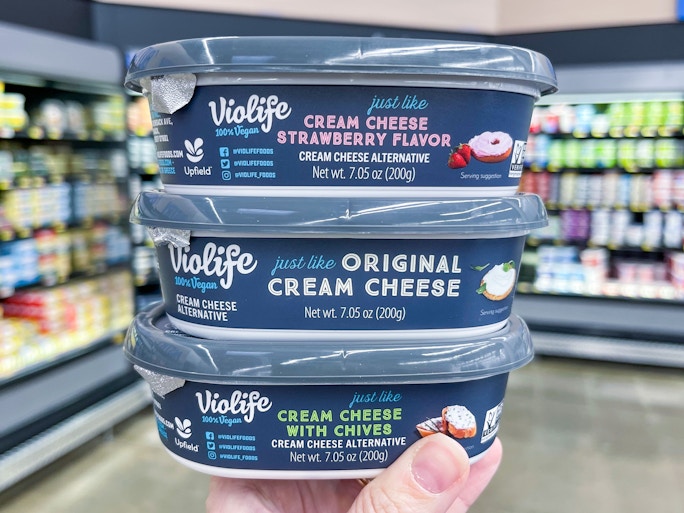 Violife
100% Vegan
just like
CREAM CHEESE
STRAWBERRY FLAVOR
CREAM CHEESE ALTERNATIVE
Net wt. 7.05 oz (200g)
@VIOLIFEFOODS
@VIOLIFEFOODS
@VIOLIFE_FOODS
Upfield
Serving suggestion
Violife
100% Vegan
CREAM CHEESE
ALTERNATIVE
just like ORIGINAL
CREAM CHEESE
Net wt. 7.05 oz (200g)
Serving suggestion
Violife
100% Vegan
just like
CREAM CHEESE
WITH CHIVES
CREAM CHEESE ALTERNATIVE
Net wt. 7.05 oz (200g)
@VIOLIFEFOODS
@VIOLIFEFOODS
@VIOLIFE_FOODS
Upfield